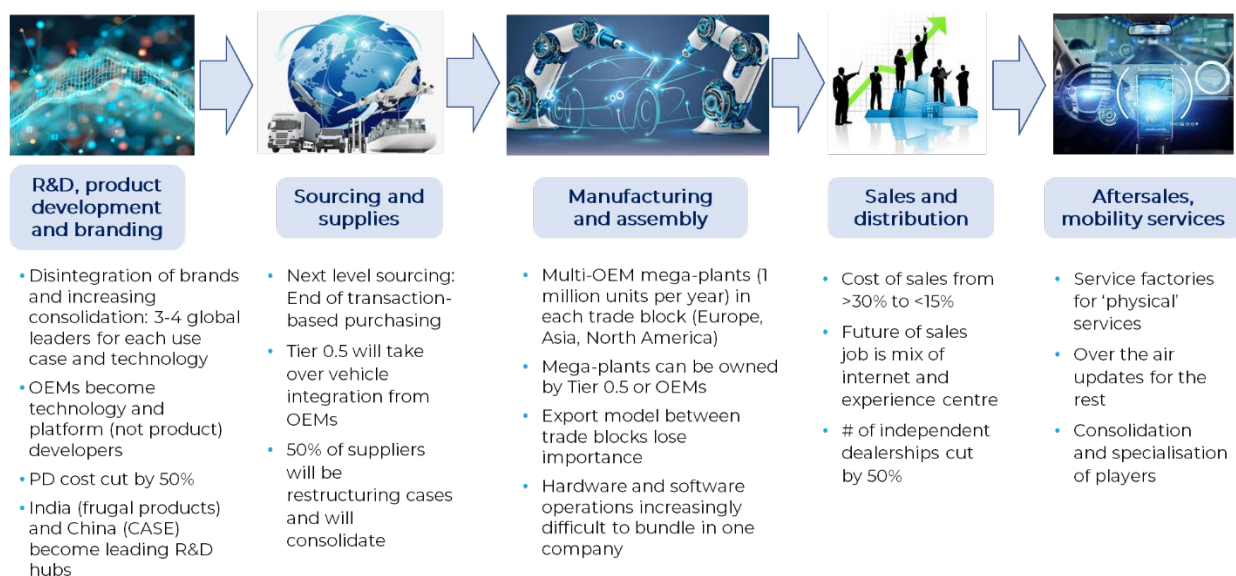 R&D, product
development
and branding
• Disintegration of brands
and increasing
consolidation: 3-4 global
leaders for each use
case and technology
• OEMs become
technology and
platform (not product)
developers
• PD cost cut by 50%
• India (frugal products)
and China (CASE)
become leading R&D
hubs
Sourcing and
supplies
• Next level sourcing:
End of transaction-
based purchasing
• Tier 0.5 will take
over vehicle
integration from
OEMs
• 50% of suppliers
will be
restructuring cases
and will
consolidate
Manufacturing
and assembly
• Multi-OEM mega-plants (1
million units per year) in
each trade block (Europe,
Asia, North America)
• Mega-plants can be owned
by Tier 0.5 or OEMs
• Export model between
trade blocks lose
importance
• Hardware and software
operations increasingly
difficult to bundle in one
company
Sales and
distribution
• Cost of sales from
>30% to <15%
• Future of sales
job is mix of
internet and
experience centre
• # of independent
dealerships cut
by 50%
Aftersales,
mobility services
• Service factories
for ‘physical’
services
• Over the air
updates for the
rest
• Consolidation
and specialisation
of players